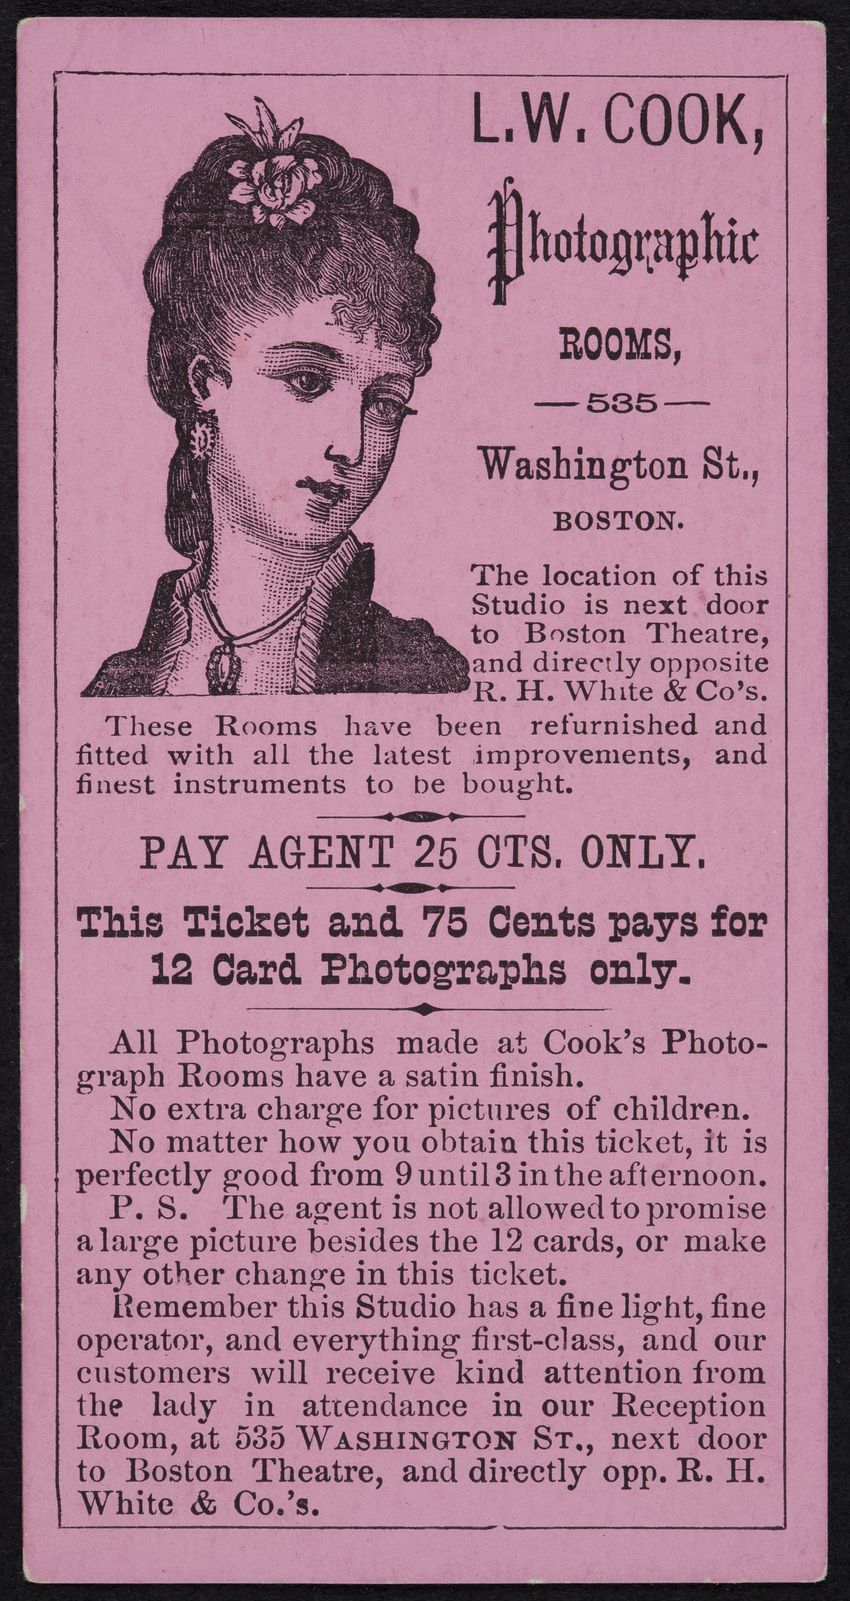 L. W. COOK,
Photographic
ROOMS,
— 535 —
Washington St.,
BOSTON.
The location of this
Studio is next door
to Boston Theatre,
and directly opposite
R. H. White & Co's.
These Rooms have been refurnished and
fitted with all the latest improvements, and
finest instruments to be bought.
PAY AGENT 25 CTS. ONLY.
This Ticket and 75 Cents pays for
12 Card Photographs only.
All Photographs made at Cook's Photo-
graph Rooms have a satin finish.
No extra charge for pictures of children.
No matter how you obtain this ticket, it is
perfectly good from 9 until 3 in the afternoon.
P. S. The agent is not allowed to promise
a large picture besides the 12 cards, or make
any other change in this ticket.
Remember this Studio has a fine light, fine
operator, and everything first-class, and our
customers will receive kind attention from
the lady in attendance in our Reception
Room, at 535 WASHINGTON ST., next door
to Boston Theatre, and directly opp. R. H.
White & Co.'s.